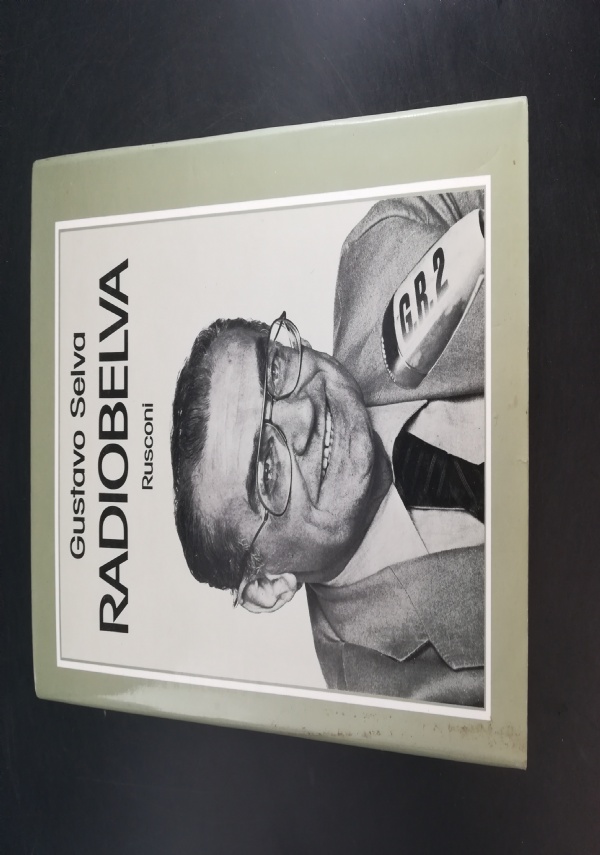 Gustavo Selva
RADIOBELVA
Rusconi
G.R.2